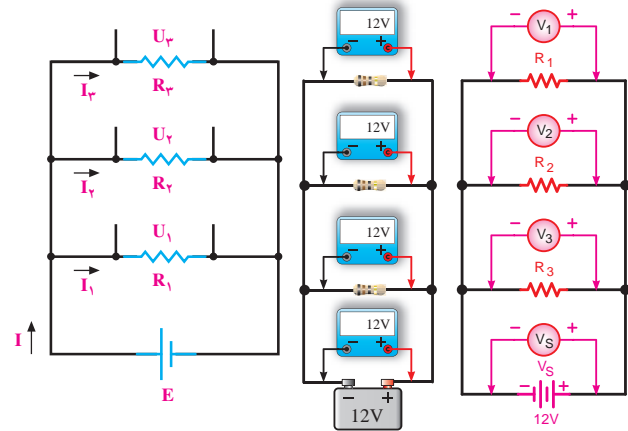 U۳
I۳
R۳
U۲
I۲
R۲
U۱
I۱
R۱
I
E
12V
− +
12V
− +
12V
− +
12V
− +
− +
12V
− V1 +
R1
− V2 +
R2
− V3 +
R3
− VS +
VS
− +
12V